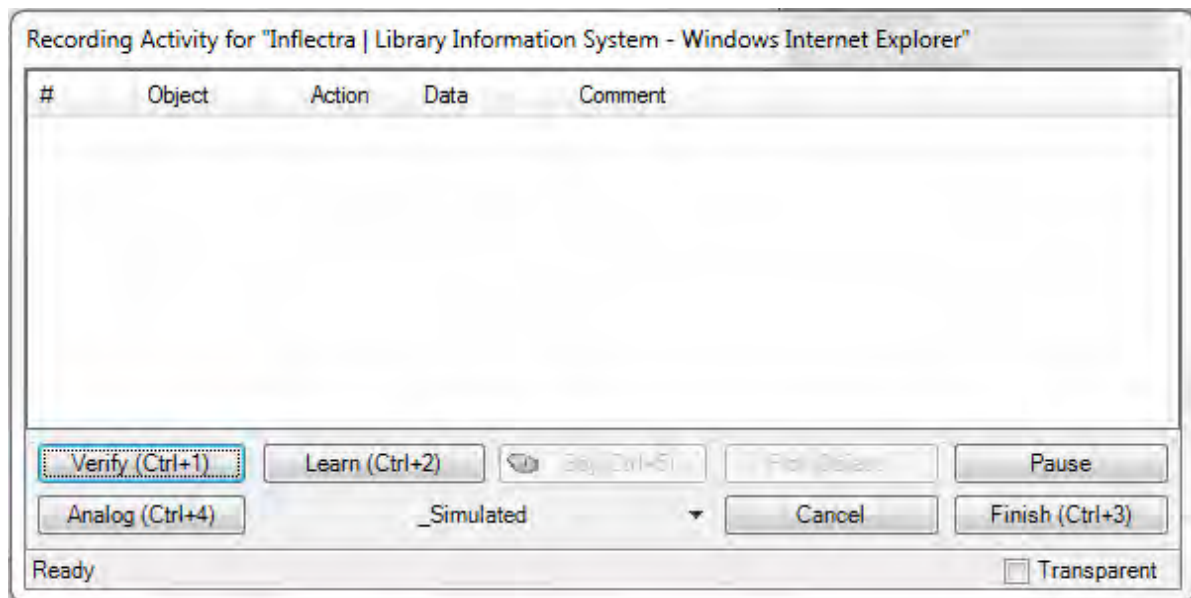 Recording Activity for "Inflectra | Library Information System - Windows Internet Explorer"
# Object Action Data Comment
Verify (Ctrl+1) Learn (Ctrl+2) Pause
Analog (Ctrl+4) _Simulated Cancel Finish (Ctrl+3)
Ready Transparent